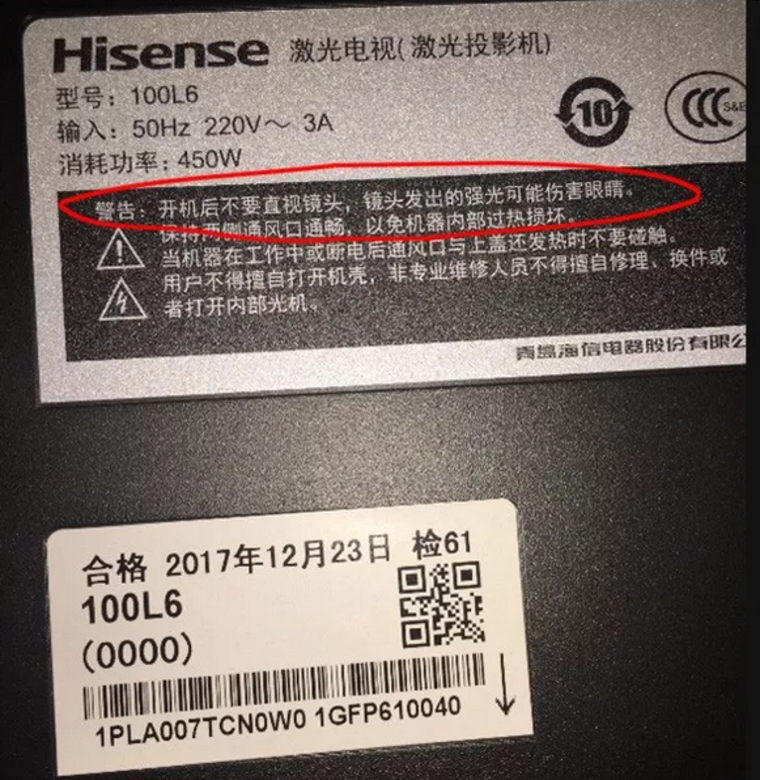 Hisense 激光电视(激光投影机)
型号：100L6
输入：50Hz 220V～ 3A
消耗功率：450W
10
CCC S&E
警告：开机后不要直视镜头，镜头发出的强光可能伤害眼睛。
保持两侧通风口通畅，以免机器内部过热损坏。
当机器在工作中或断电后通风口与上盖还发热时不要碰触。
用户不得擅自打开机壳，非专业维修人员不得擅自修理、换件或
者打开内部光机。
青岛海信电器股份有限公
合格 2017年12月23日 检61
100L6
(0000)
1PLA007TCN0W0 1GFP610040